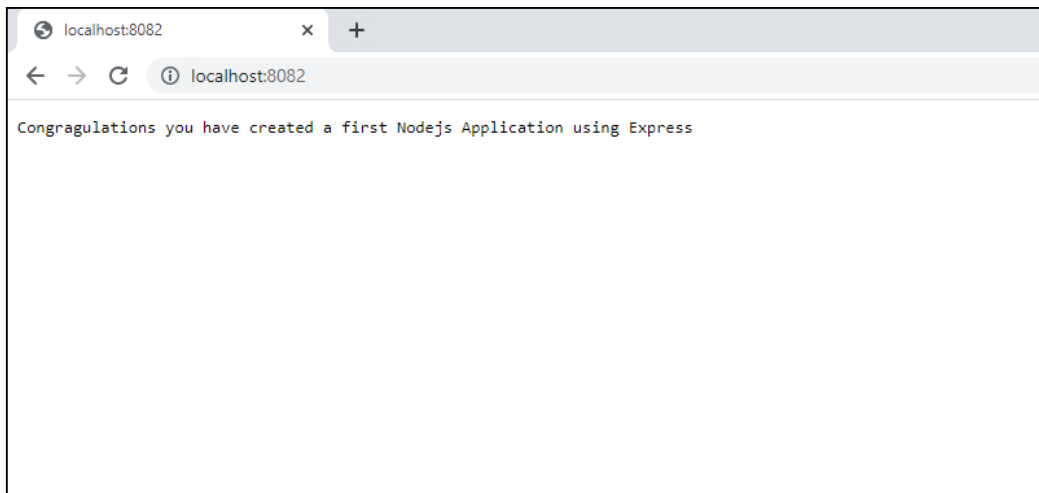 localhost:8082
localhost:8082
Congragulations you have created a first Nodejs Application using Express